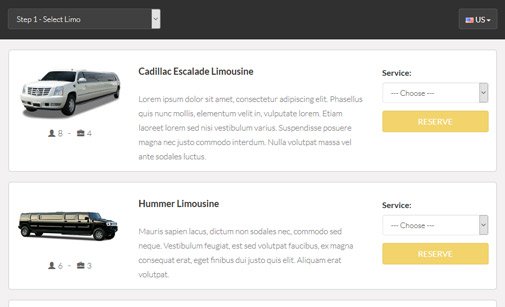 Step 1 - Select Limo
US
Cadillac Escalade Limousine
Lorem ipsum dolor sit amet, consectetur adipiscing elit. Phasellus
quis nunc mollis, elementum velit in, vulputate lorem. Etiam
laoreet lorem sed nisi vestibulum varius. Suspendisse posuere
magna nec justo commodo interdum. Nulla volutpat massa vel
ante sodales luctus.
8 - 4
Service:
--- Choose ---
RESERVE
Hummer Limousine
Mauris sapien lacus, dictum non sodales nec, commodo sed
neque. Vestibulum feugiat, est sed volutpat faucibus, ex magna
consequat erat, eget finibus dui justo quis elit. Aliquam erat
volutpat.
6 - 3
Service:
--- Choose ---
RESERVE